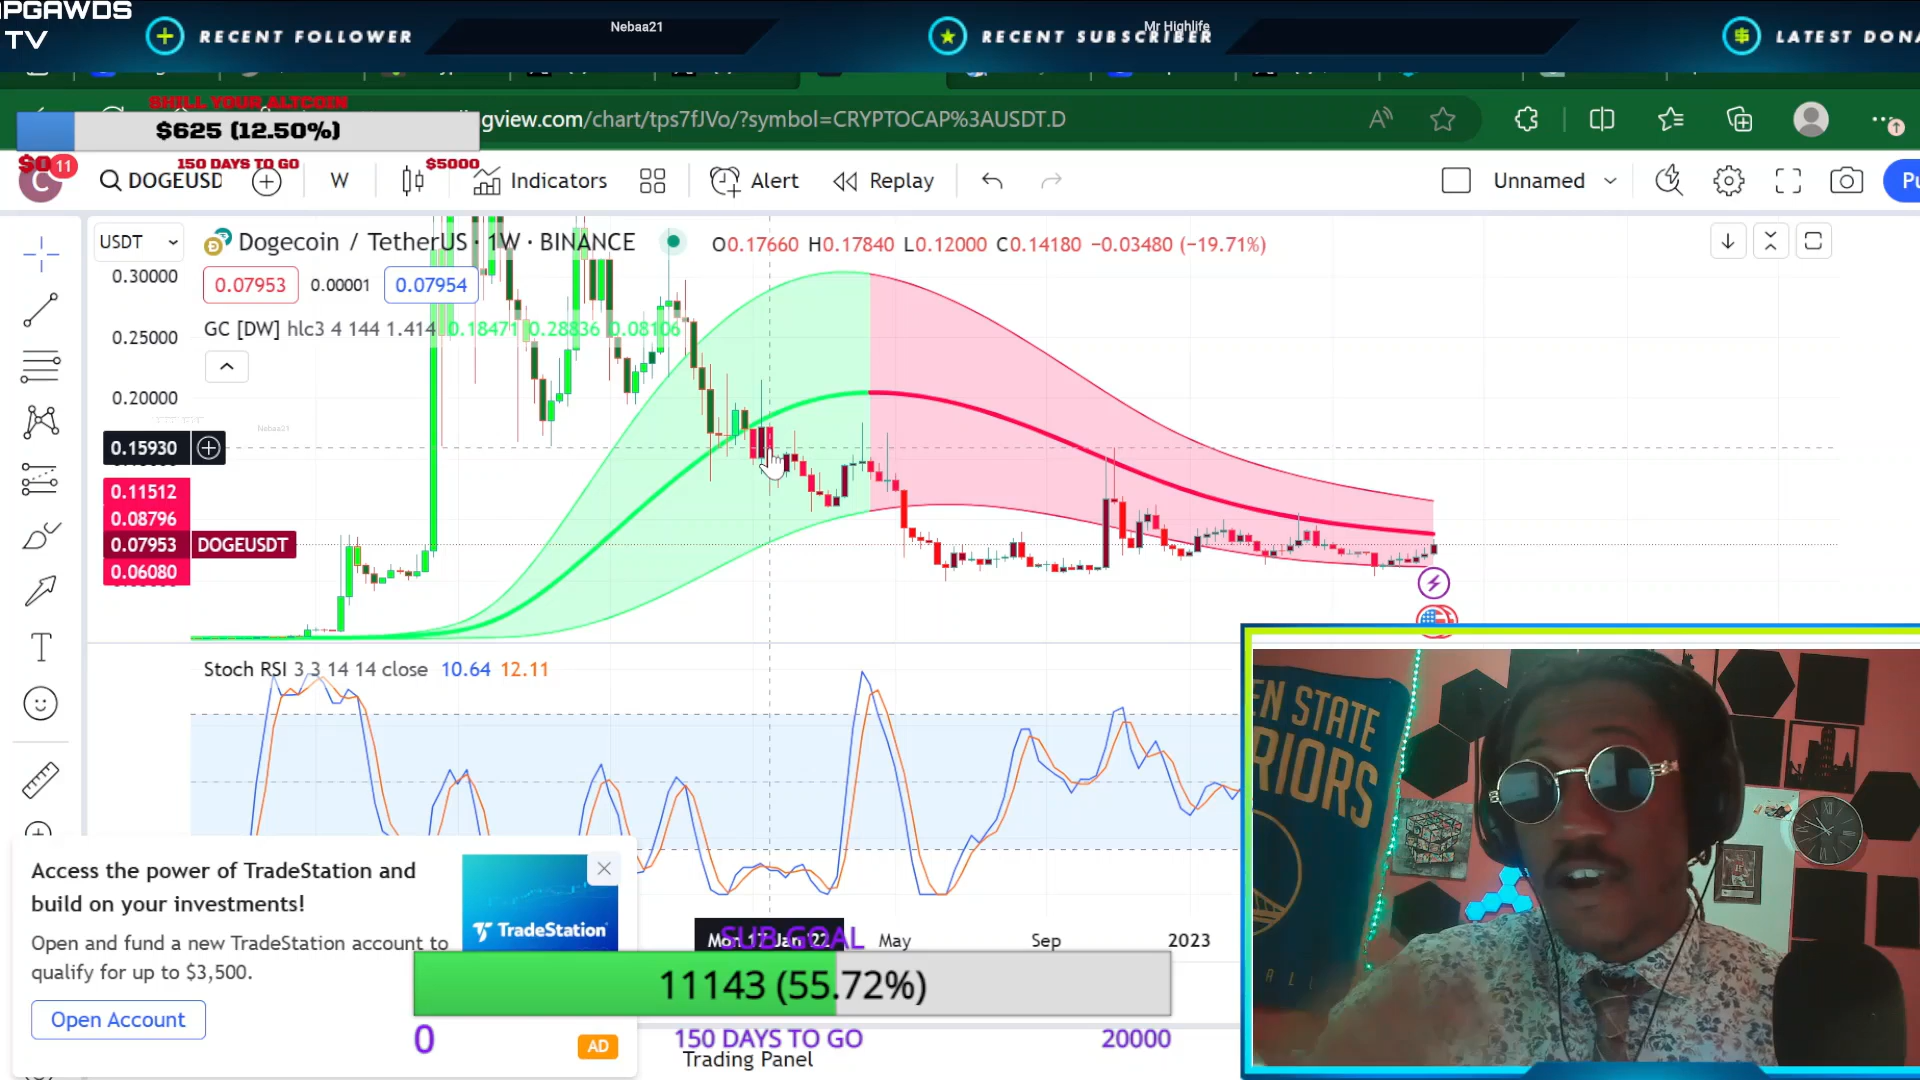 PGAWDS
TV
RECENT FOLLOWER
Nebaa21
RECENT SUBSCRIBER
Mr Highlife
LATEST DONA
SHILL YOUR ALTCOIN
$625 (12.50%)
$0
150 DAYS TO GO
$5000
gview.com/chart/tps7fJVo/?symbol=CRYPTOCAP%3AUSDT.D
C
11
DOGEUSD
W
Indicators
Alert
Replay
Unnamed
Pu
USDT
Dogecoin / TetherUS · 1W · BINANCE
O0.17660 H0.17840 L0.12000 C0.14180 −0.03480 (−19.71%)
0.07953
0.00001
0.07954
GC [DW] hlc3 4 144 1.414 0.18471 0.28836 0.08106
0.30000
0.25000
0.20000
Nebaa21
0.15930
0.11512
0.08796
0.07953
DOGEUSDT
0.06080
Stoch RSI 3 3 14 14 close 10.64 12.11
Access the power of TradeStation and
build on your investments!
Open and fund a new TradeStation account to
qualify for up to $3,500.
Open Account
TradeStation
AD
Mon 17 Jan '22
May
Sep
2023
SUB GOAL
11143 (55.72%)
0
150 DAYS TO GO
20000
Trading Panel
EN STATE
RIORS